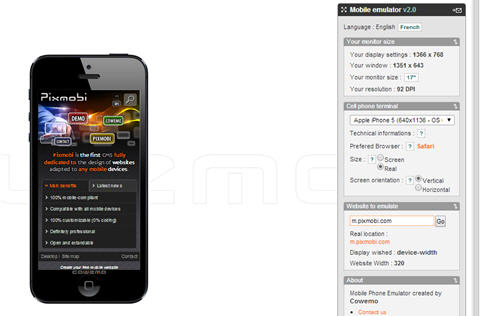 Pixmobi
DEMO
COWEMO
PIXMOBI
Pixmobi is the first CMS fully
dedicated to the design of websites
adapted to any mobile devices.
Main benefits
Latest news
100% mobile-compliant
Compatible with all mobile devices
100% customizable (0% coding)
Definitely professional
Open and extendable
Desktop | Sitemap
Contact
Create your free mobile website
COWEMO
Mobile emulator v2.0
Language : English French
Your monitor size
Your display settings : 1366 x 768
Your window : 1351 x 643
Your monitor size : 17"
Your resolution : 92 DPI
Cell phone terminal
Apple iPhone 5 (640x1136 - OS
Technical informations : ?
Prefered Browser : ? Safari
Size : ? Screen
Real
Screen orientation : ? Vertical
Horizontal
Website to emulate
m.pixmobi.com Go
Real location :
m.pixmobi.com
Display wished : device-width
Website Width : 320
About
Mobile Phone Emulator created by
Cowemo
Contact us